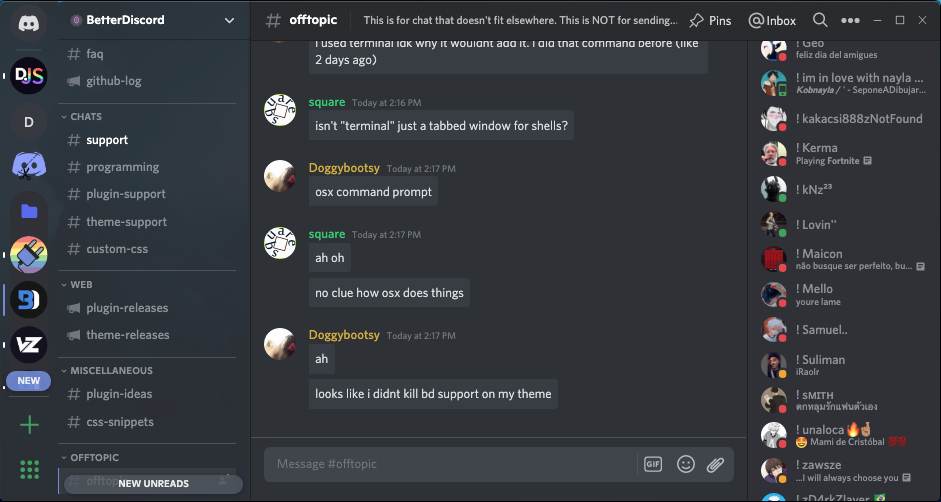 BetterDiscord
faq
github-log
CHATS
support
programming
plugin-support
theme-support
custom-css
WEB
plugin-releases
theme-releases
MISCELLANEOUS
plugin-ideas
css-snippets
OFFTOPIC
NEW UNREADS
DJS
D
VZ
NEW
offtopic
This is for chat that doesn't fit elsewhere. This is NOT for sending...
Pins
Inbox
i used terminal idk why it wouldnt add it. I did that command before (like
2 days ago)
square Today at 2:16 PM
isn't "terminal" just a tabbed window for shells?
Doggybootsy Today at 2:17 PM
osx command prompt
square Today at 2:17 PM
ah oh
no clue how osx does things
Doggybootsy Today at 2:17 PM
ah
looks like i didnt kill bd support on my theme
Message #offtopic
GIF
! Geo
feliz dia del amigues
! im in love with nayla ...
Kobnayla / ' - SeponeADibujar...
! kakacsi888zNotFound
! Kerma
Playing Fortnite
! kNz²³
! Lovin''
! Maicon
não busque ser perfeito, bu...
! Mello
youre lame
! Samuel..
! Suliman
iRaolr
! sᴍɪᴛʜ
ตกหลุมรักแฟนตัวเอง
! unaloca 🔥🤞🏽
🤩 Mami de Cristóbal 💯💯
! zawsze
...I will always choose you
! zD4rkZlayer 🇧🇷